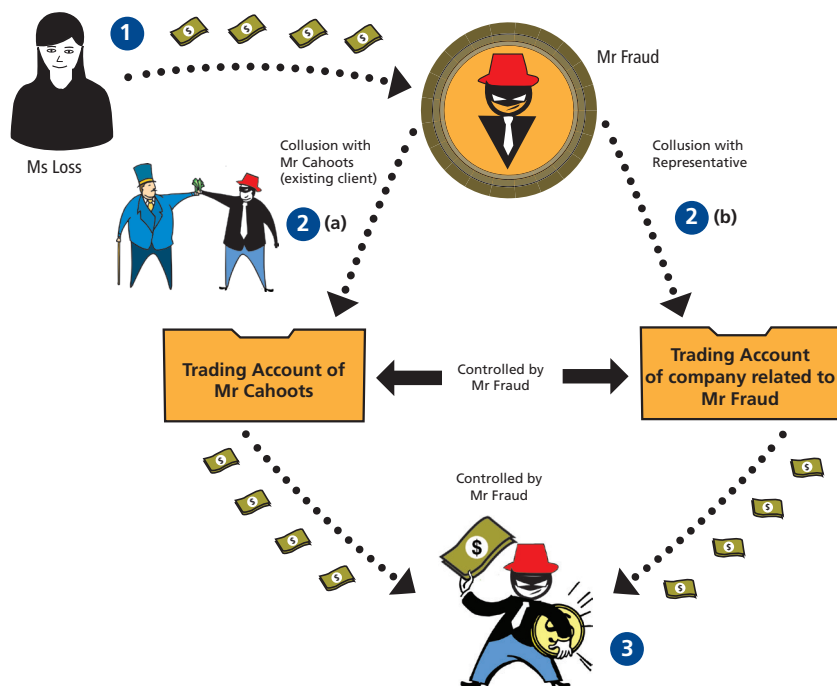 1
Ms Loss
Mr Fraud
Collusion with
Mr Cahoots
(existing client)
2 (a)
Collusion with
Representative
2 (b)
Trading Account of
Mr Cahoots
Controlled by
Mr Fraud
Trading Account
of company related to
Mr Fraud
Controlled by
Mr Fraud
$
$
$
$
$
$
$
$
$
$
$
$
$
3